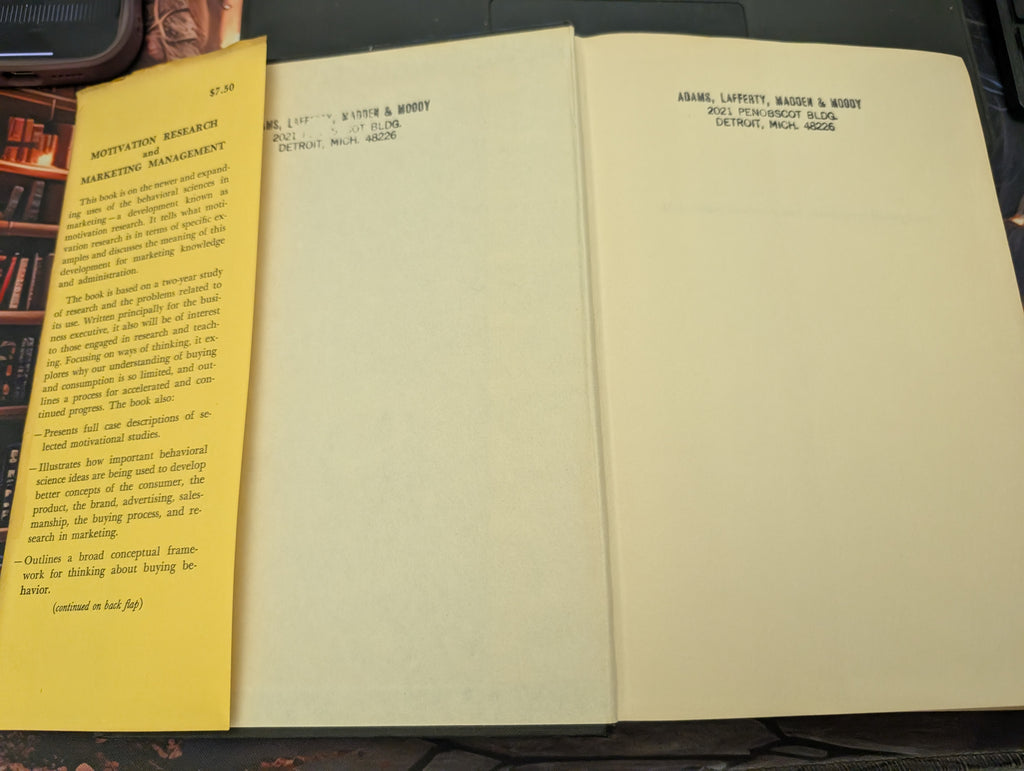 $7.50
MOTIVATION RESEARCH
and
MARKETING MANAGEMENT
This book is on the newer and expand-
ing uses of the behavioral sciences in
marketing—a development known as
motivation research. It tells what moti-
vation research is in terms of specific ex-
amples and discusses the meaning of this
development for marketing knowledge
and administration.
The book is based on a two-year study
of research and the problems related to
its use. Written principally for the busi-
ness executive, it also will be of interest
to those engaged in research and teach-
ing. Focusing on ways of thinking, it ex-
plores why our understanding of buying
and consumption is so limited, and out-
lines a process for accelerated and con-
tinued progress. The book also:
—Presents full case descriptions of se-
lected motivational studies.
—Illustrates how important behavioral
science ideas are being used to develop
better concepts of the consumer, the
product, the brand, advertising, sales-
manship, the buying process, and re-
search in marketing.
—Outlines a broad conceptual frame-
work for thinking about buying be-
havior.
(continued on back flap)
MADDEN & MOODY
2021 BLDG.
DETROIT, MICH. 48226
ADAMS, LAFFERTY, MADDEN & MOODY
2021 PENOBSCOT BLDG.
DETROIT, MICH. 48226